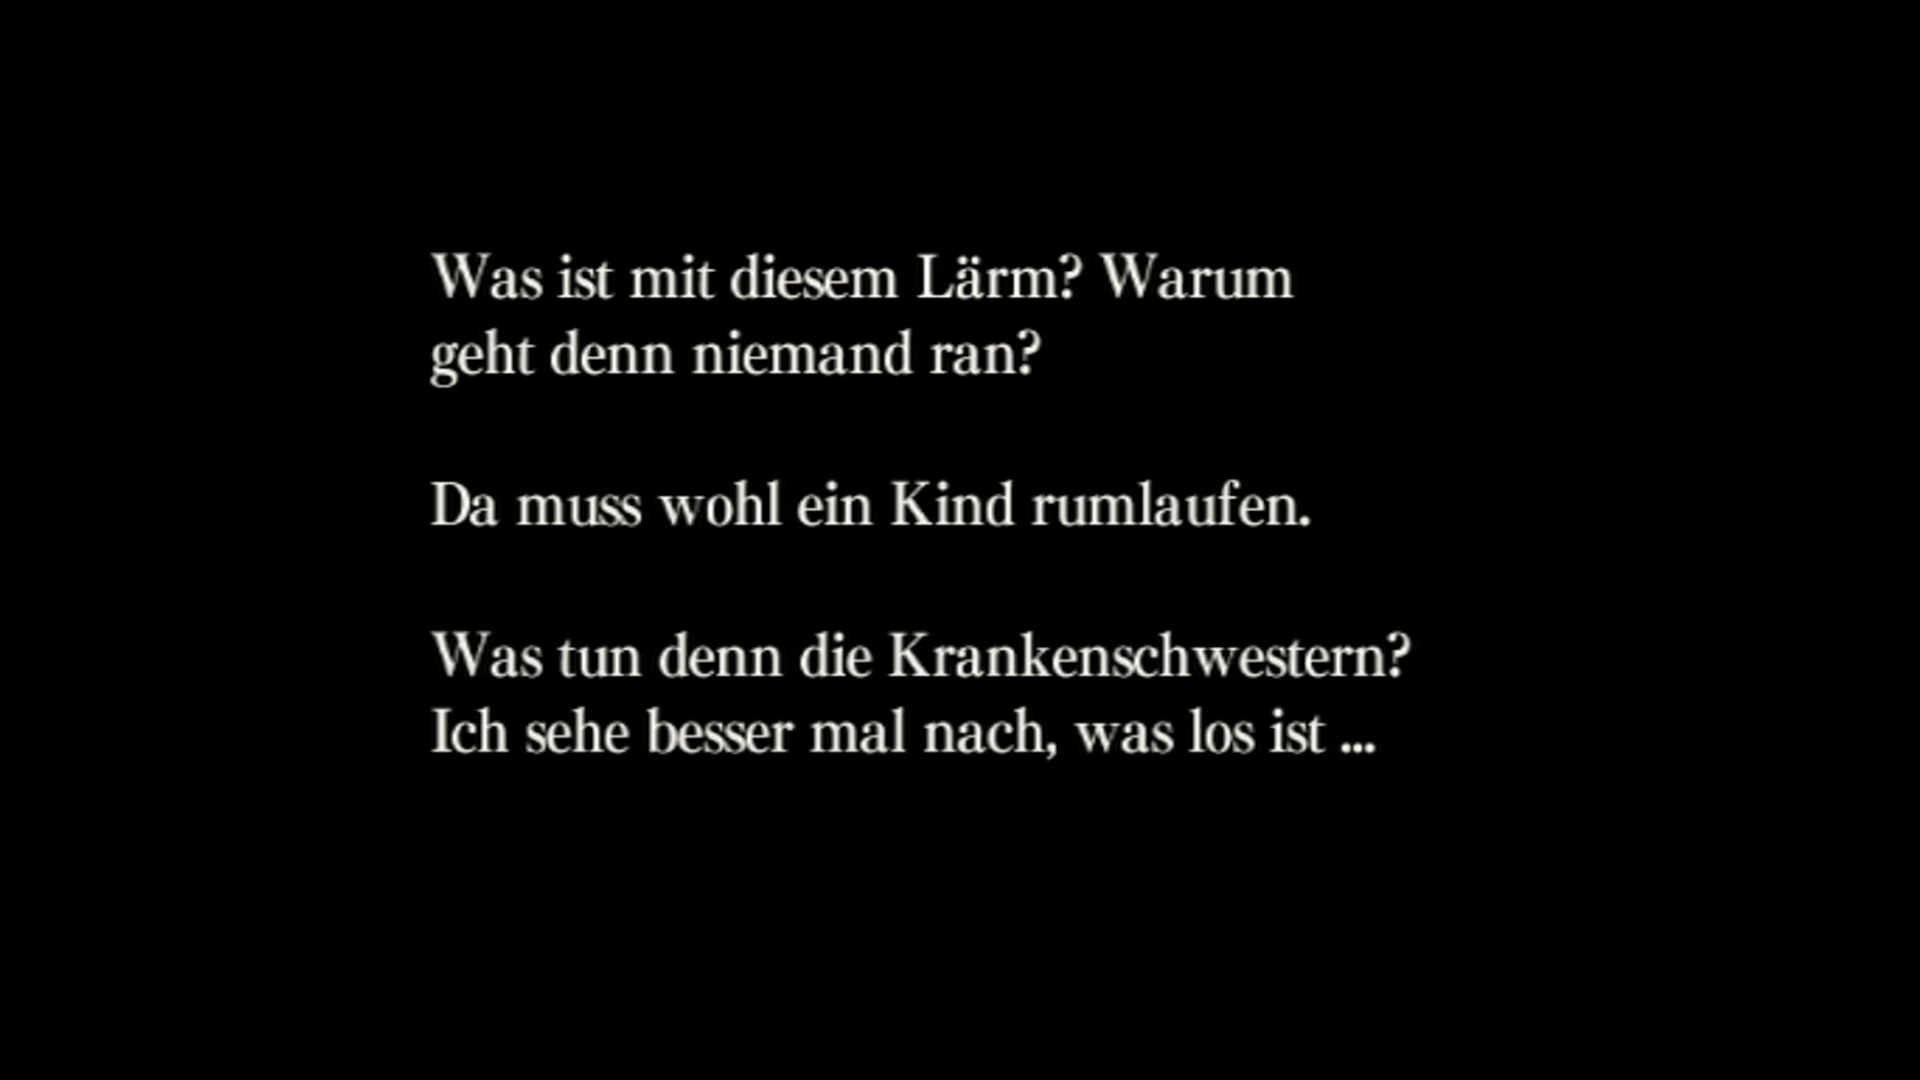 Was ist mit diesem Lärm? Warum
geht denn niemand ran?
Da muss wohl ein Kind rumlaufen.
Was tun denn die Krankenschwestern?
Ich sehe besser mal nach, was los ist ...